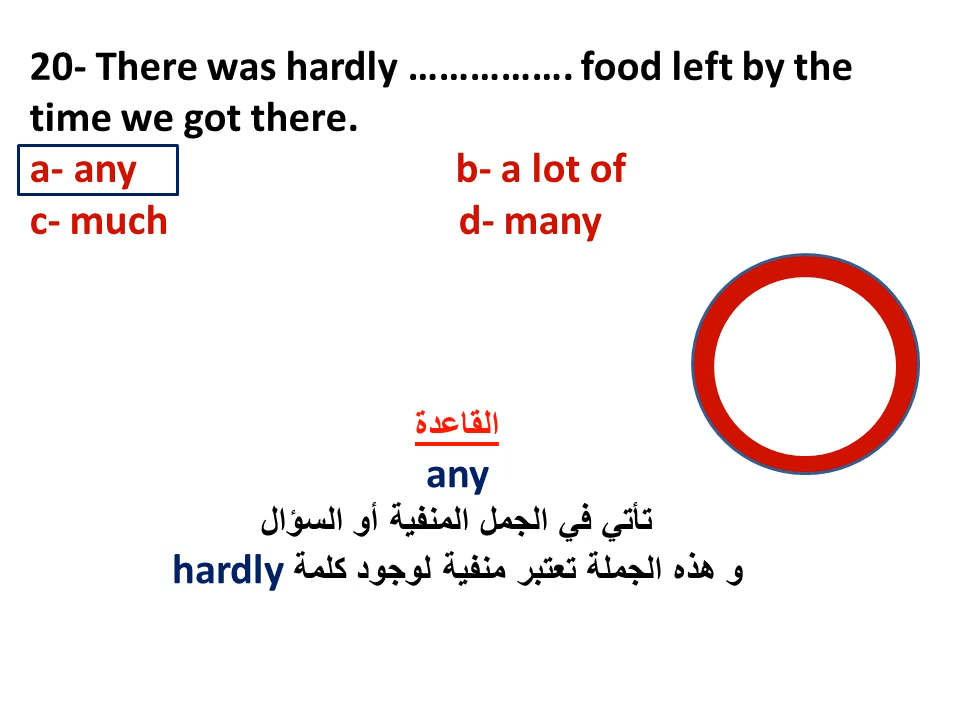 20- There was hardly ……………. food left by the
time we got there.
a- any b- a lot of
c- much d- many
القاعدة
any
تأتي في الجمل المنفية أو السؤال
و هذه الجملة تعتبر منفية لوجود كلمة hardly